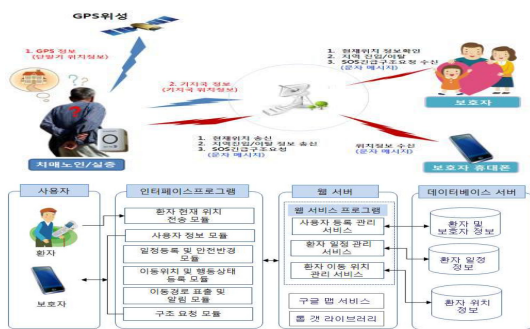 GPS위성
1. GPS 정보
(단말기 위치정보)
2. 기지국 정보
(기지국 위치정보)
1. 현재위치 정보확인
2. 지역 진입/이탈
3. SOS긴급구조요청 수신
(문자 메시지)
보호자
치매노인/실종
1. 현재위치 송신
2. 지역진입/이탈 정보 송신
3. SOS긴급구조요청
(문자 메시지)
위치정보 수신
(문자 메시지)
보호자 휴대폰
사용자
환자
보호자
인터페이스프로그램
환자 현재 위치
전송 모듈
사용자 정보 모듈
일정등록 및 안전반경
모듈
이동위치 및 행동상태
등록 모듈
이동경로 표출 및
알림 모듈
구조 요청 모듈
웹 서버
웹 서비스 프로그램
사용자 등록 관리
서비스
환자 일정 관리
서비스
환자 이동 위치
관리 서비스
구글 맵 서비스
폼 갯 라이브러리
데이터베이스 서버
환자 및
보호자 정보
환자 일정
정보
환자 위치
정보